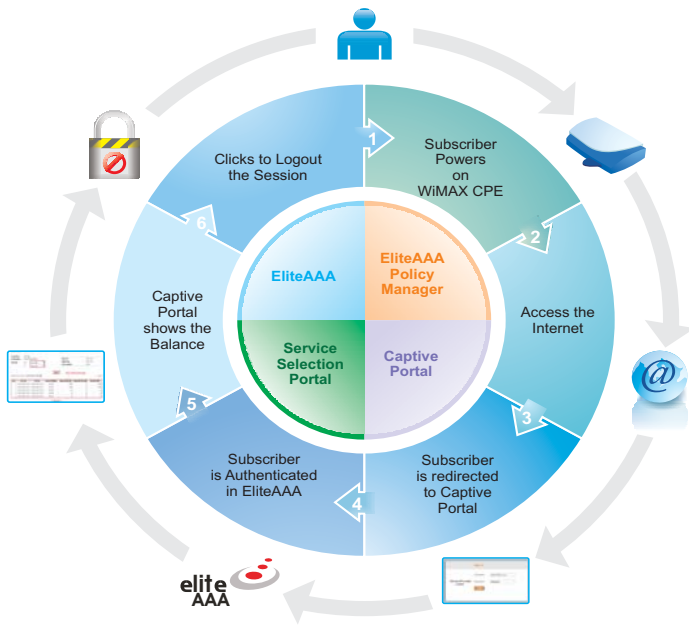 1
Subscriber
Powers
on
WiMAX CPE
2
Access the
Internet
3
Subscriber
is redirected
to Captive
Portal
4
Subscriber
is Authenticated
in EliteAAA
5
Captive
Portal
shows the
Balance
6
Clicks to Logout
the Session
EliteAAA
EliteAAA
Policy
Manager
Service
Selection
Portal
Captive
Portal
@
elite
AAA